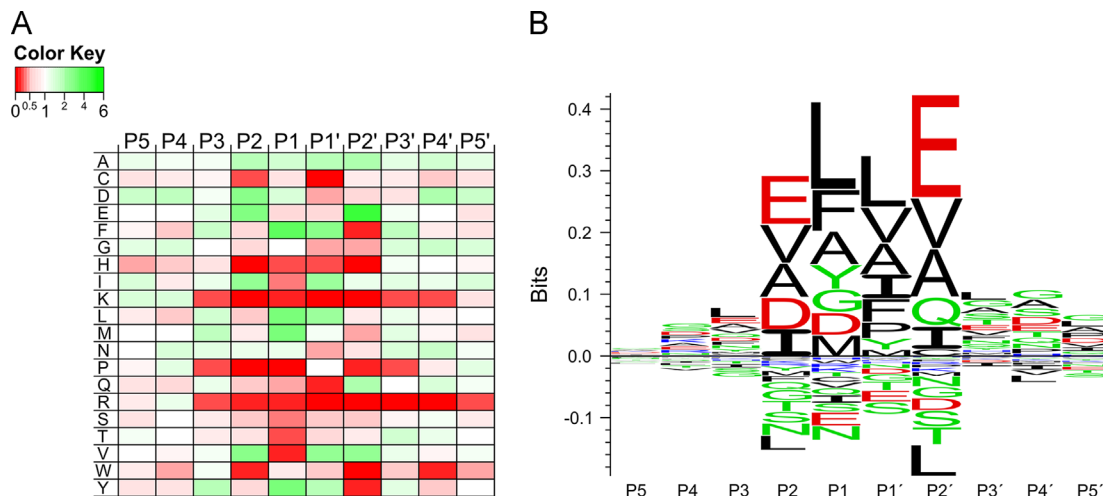 A
Color Key
0 0.5 1 2 4 6
P5 P4 P3 P2 P1 P1' P2' P3' P4' P5'
A
C
D
E
F
G
H
I
K
L
M
N
P
Q
R
S
T
V
W
Y
B
Bits
0.4
0.3
0.2
0.1
0.0
-0.1
E
V
A
D
I
G
T
S
N
L
L
F
A
Y
G
D
M
S
E
N
L
V
A
I
F
P
Y
M
D
G
T
E
S
E
V
A
Q
I
N
G
D
S
T
L
P5 P4 P3 P2 P1 P1´ P2´ P3´ P4´ P5´